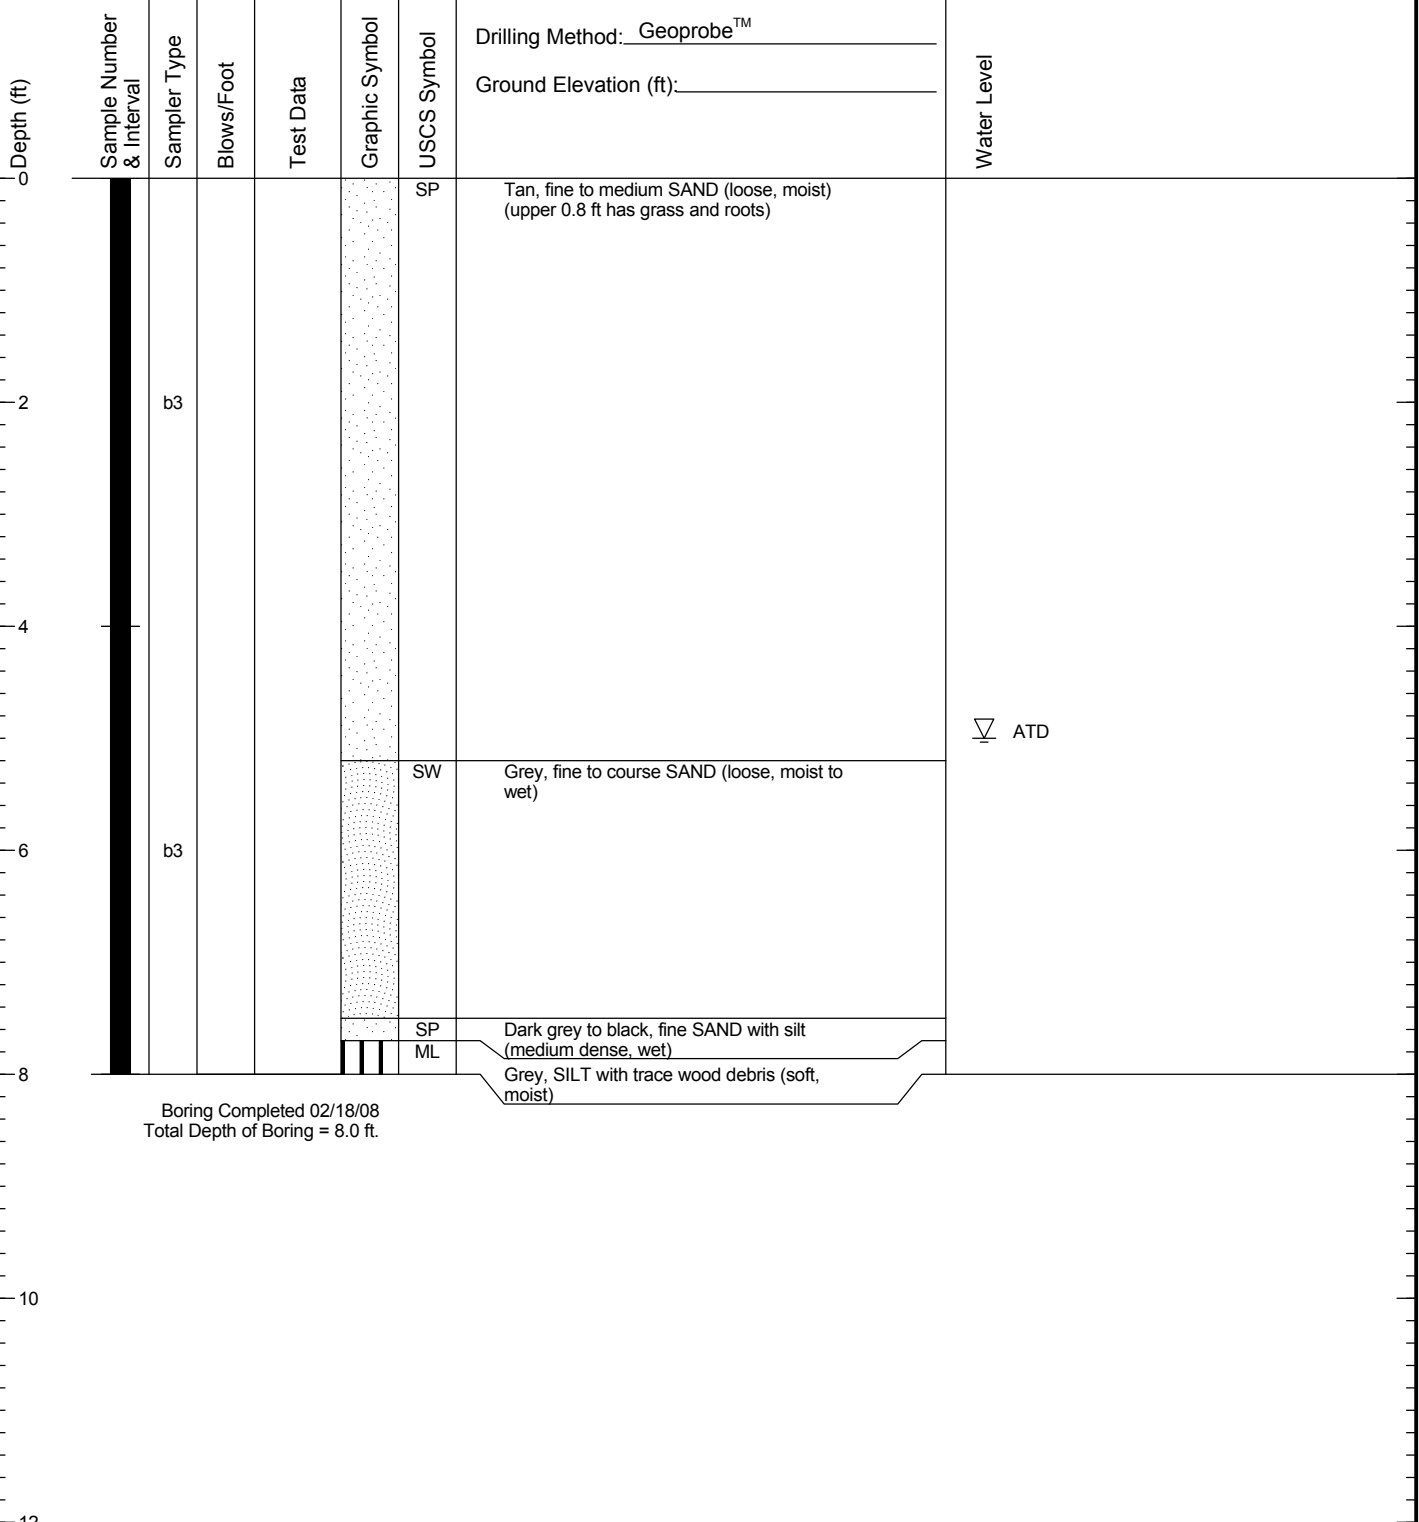 Drilling Method: Geoprobe™
Ground Elevation (ft):
Depth (ft)
Sample Number
& Interval
Sampler Type
Blows/Foot
Test Data
Graphic Symbol
USCS Symbol
Water Level
0
SP
Tan, fine to medium SAND (loose, moist)
(upper 0.8 ft has grass and roots)
2
b3
4
ATD
SW
Grey, fine to course SAND (loose, moist to
wet)
6
b3
SP
Dark grey to black, fine SAND with silt
(medium dense, wet)
ML
8
Grey, SILT with trace wood debris (soft,
moist)
Boring Completed 02/18/08
Total Depth of Boring = 8.0 ft.
10
12